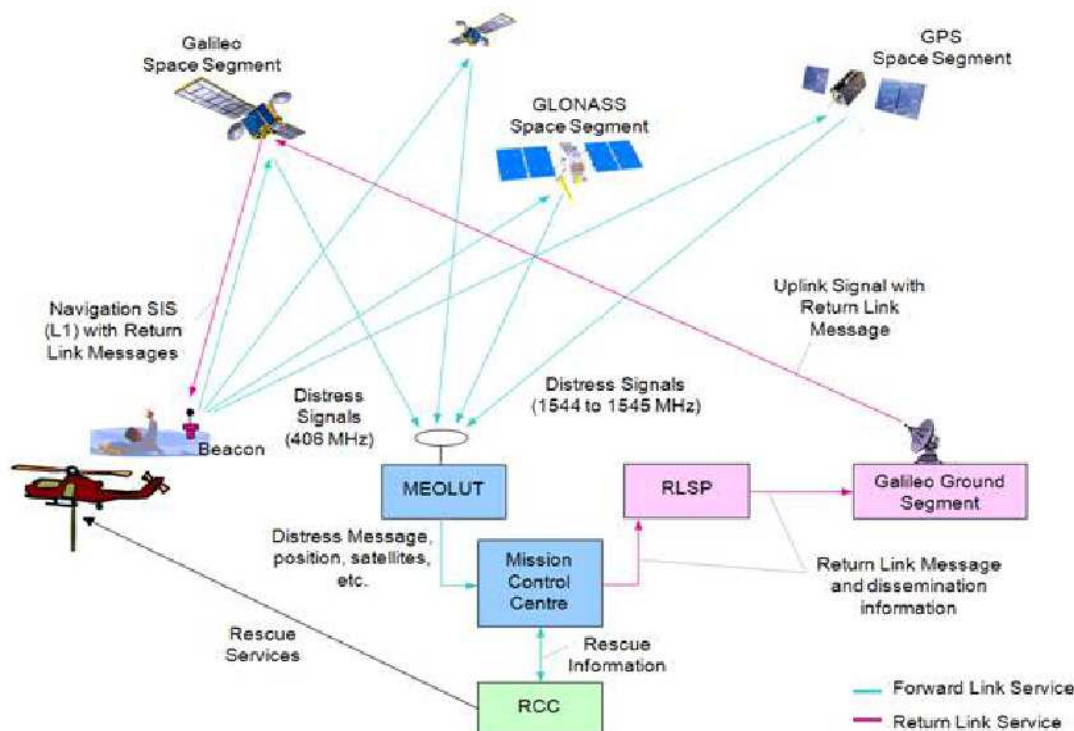 Galileo
Space Segment
GPS
Space Segment
GLONASS
Space Segment
Uplink Signal with
Return Link
Message
Navigation SIS
(L1) with Return
Link Messages
Distress
Signals
(406 MHz)
Distress Signals
(1544 to 1545 MHz)
Beacon
MEOLUT
RLSP
Galileo Ground
Segment
Distress Message,
position, satellites,
etc.
Mission
Control
Centre
Return Link Message
and dissemination
information
Rescue
Services
Rescue
Information
RCC
Forward Link Service
Return Link Service